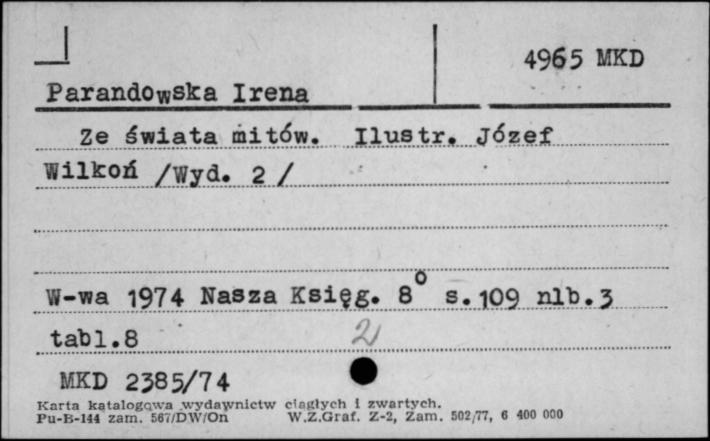 4965 MKD
Parandowska Irena
Ze świata mitów. Ilustr. Józef
Wilkoń /Wyd. 2 /
W-wa 1974 Nasza Księg. 8° s.109 nlb.3
tabl.8
2
MKD 2385/74
Karta katalogowa wydawnictw ciągłych i zwartych.
Pu-B-144 zam. 567/DW/On W.Z.Graf. Z-2, Zam. 502/77, 6 400 000